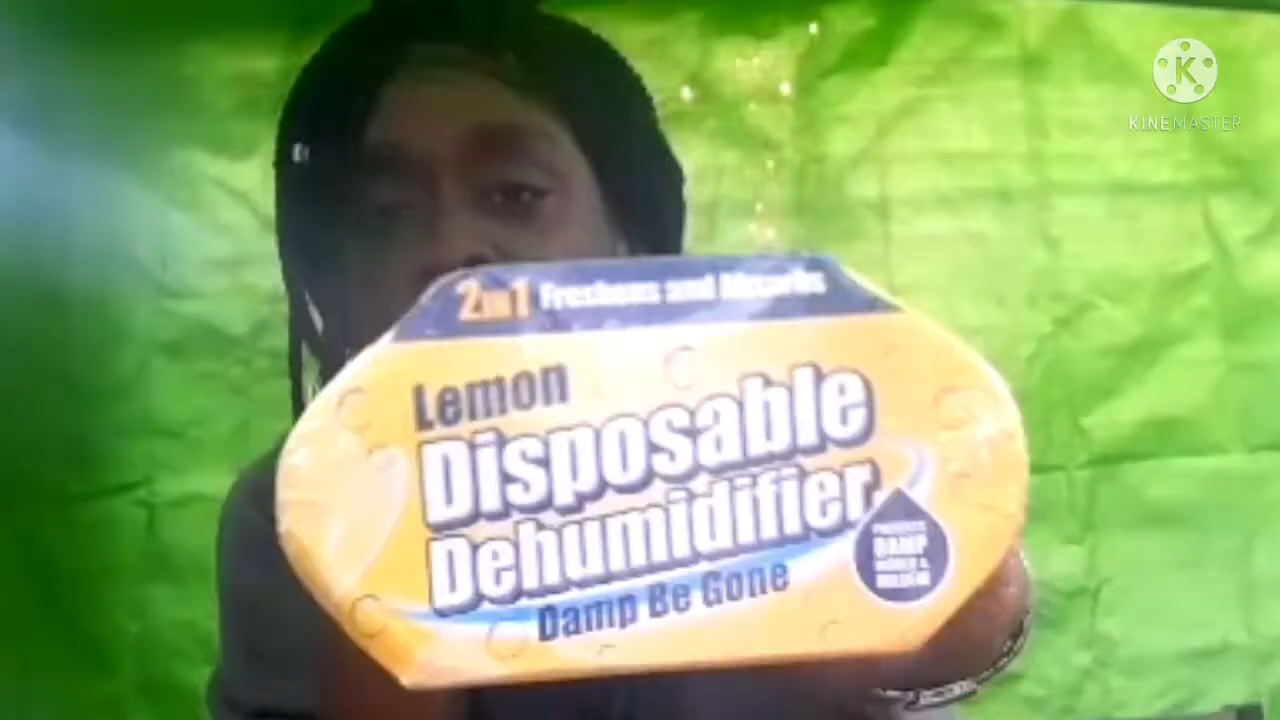 K
KINEMASTER
2in1 Freshens and Absorbs
Lemon
Disposable
Dehumidifier
Damp Be Gone
DAMP